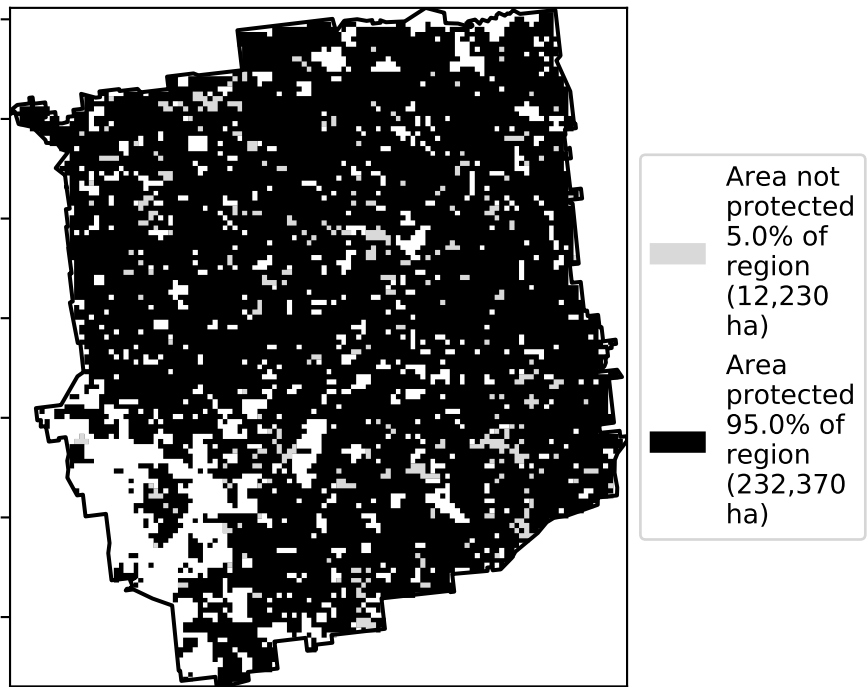 Area not
protected
5.0% of
region
(12,230
ha)
Area
protected
95.0% of
region
(232,370
ha)